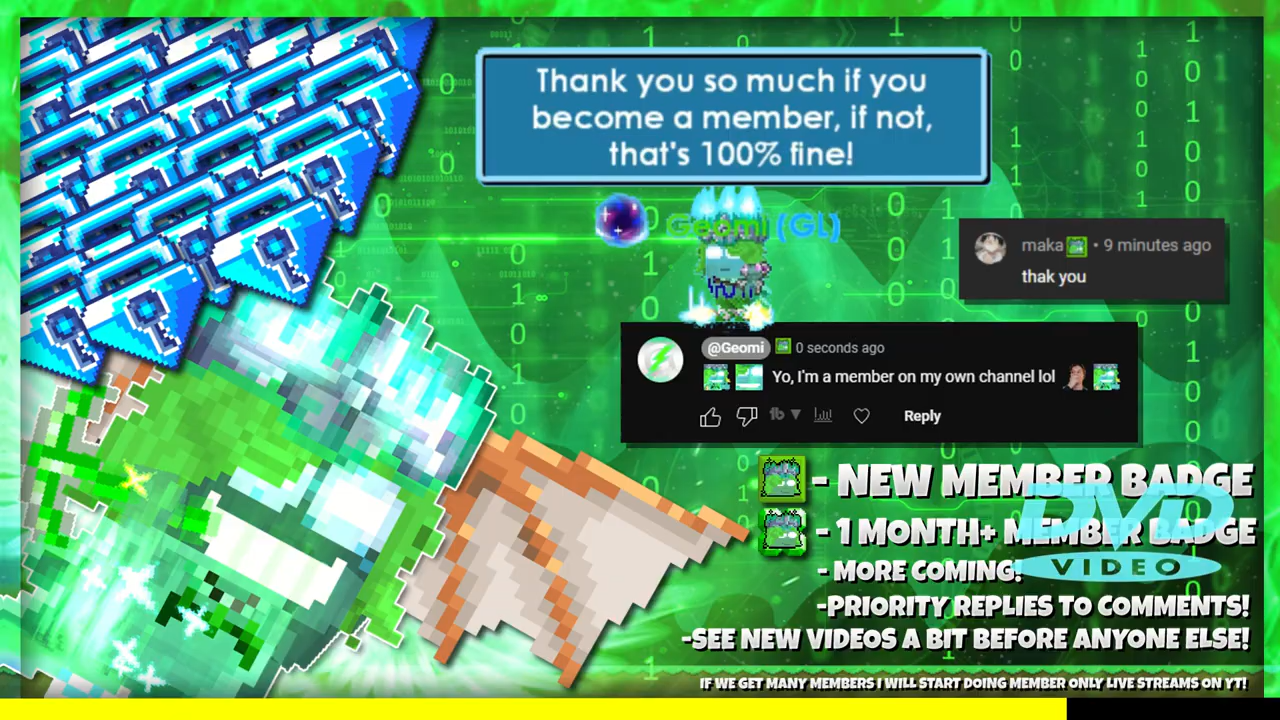 Thank you so much if you
become a member, if not,
that's 100% fine!
Geomi (GL)
maka • 9 minutes ago
thak you
@Geomi 0 seconds ago
Yo, I'm a member on my own channel lol
Reply
- NEW MEMBER BADGE
- 1 MONTH+ MEMBER BADGE
DVD
VIDEO
- MORE COMING!
-PRIORITY REPLIES TO COMMENTS!
-SEE NEW VIDEOS A BIT BEFORE ANYONE ELSE!
IF WE GET MANY MEMBERS I WILL START DOING MEMBER ONLY LIVE STREAMS ON YT!